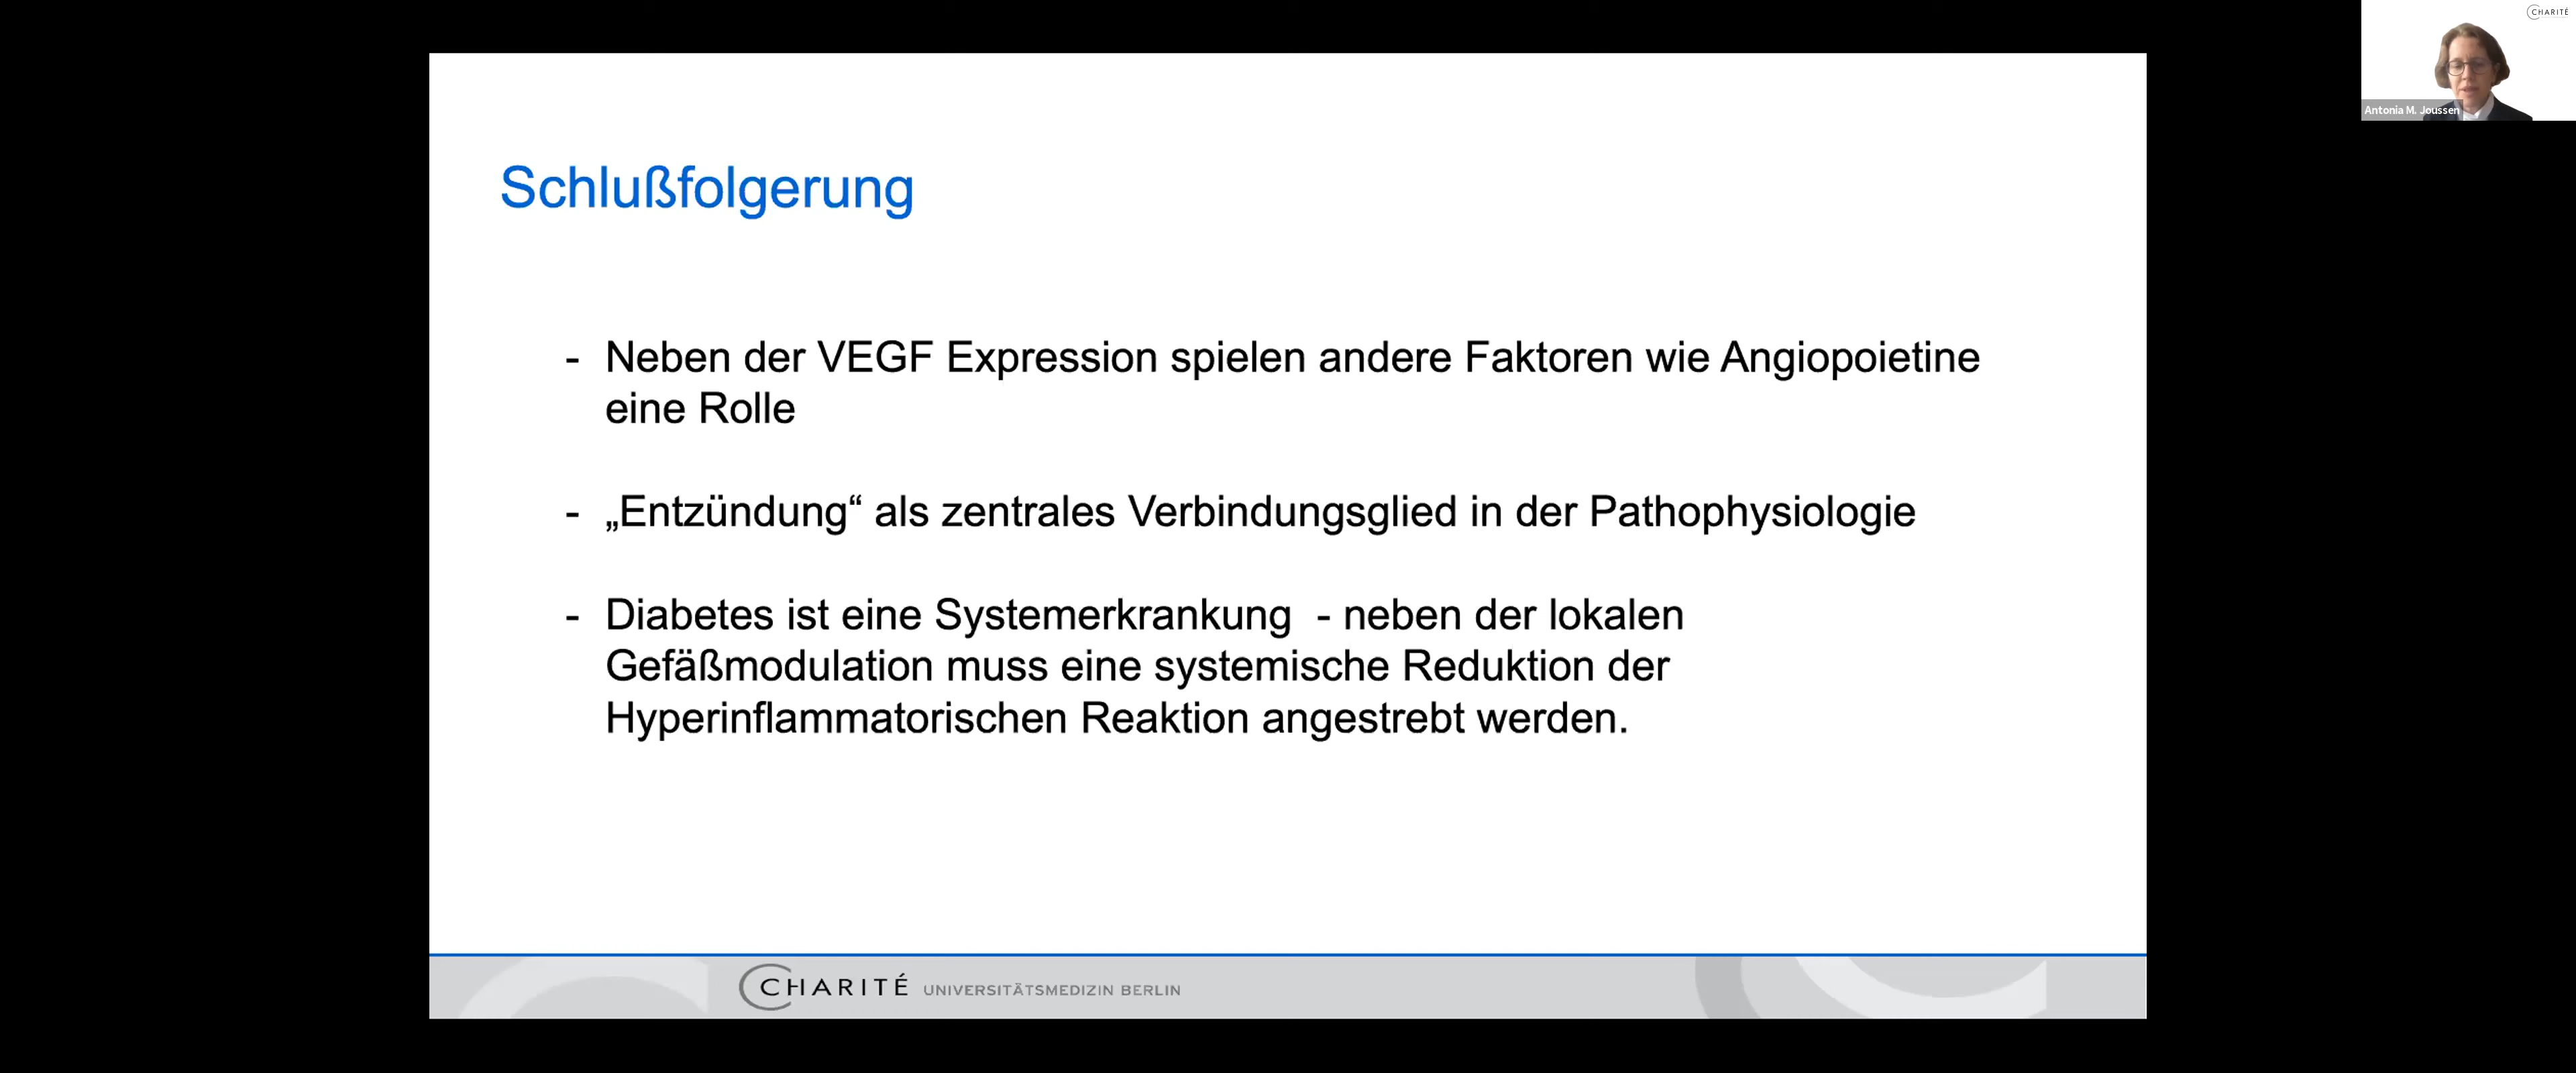 CHARITÉ
Antonia M. Joussen
Schlußfolgerung
- Neben der VEGF Expression spielen andere Faktoren wie Angiopoietine
eine Rolle
- „Entzündung“ als zentrales Verbindungsglied in der Pathophysiologie
- Diabetes ist eine Systemerkrankung  - neben der lokalen
Gefäßmodulation muss eine systemische Reduktion der
Hyperinflammatorischen Reaktion angestrebt werden.
CHARITÉ UNIVERSITÄTSMEDIZIN BERLIN